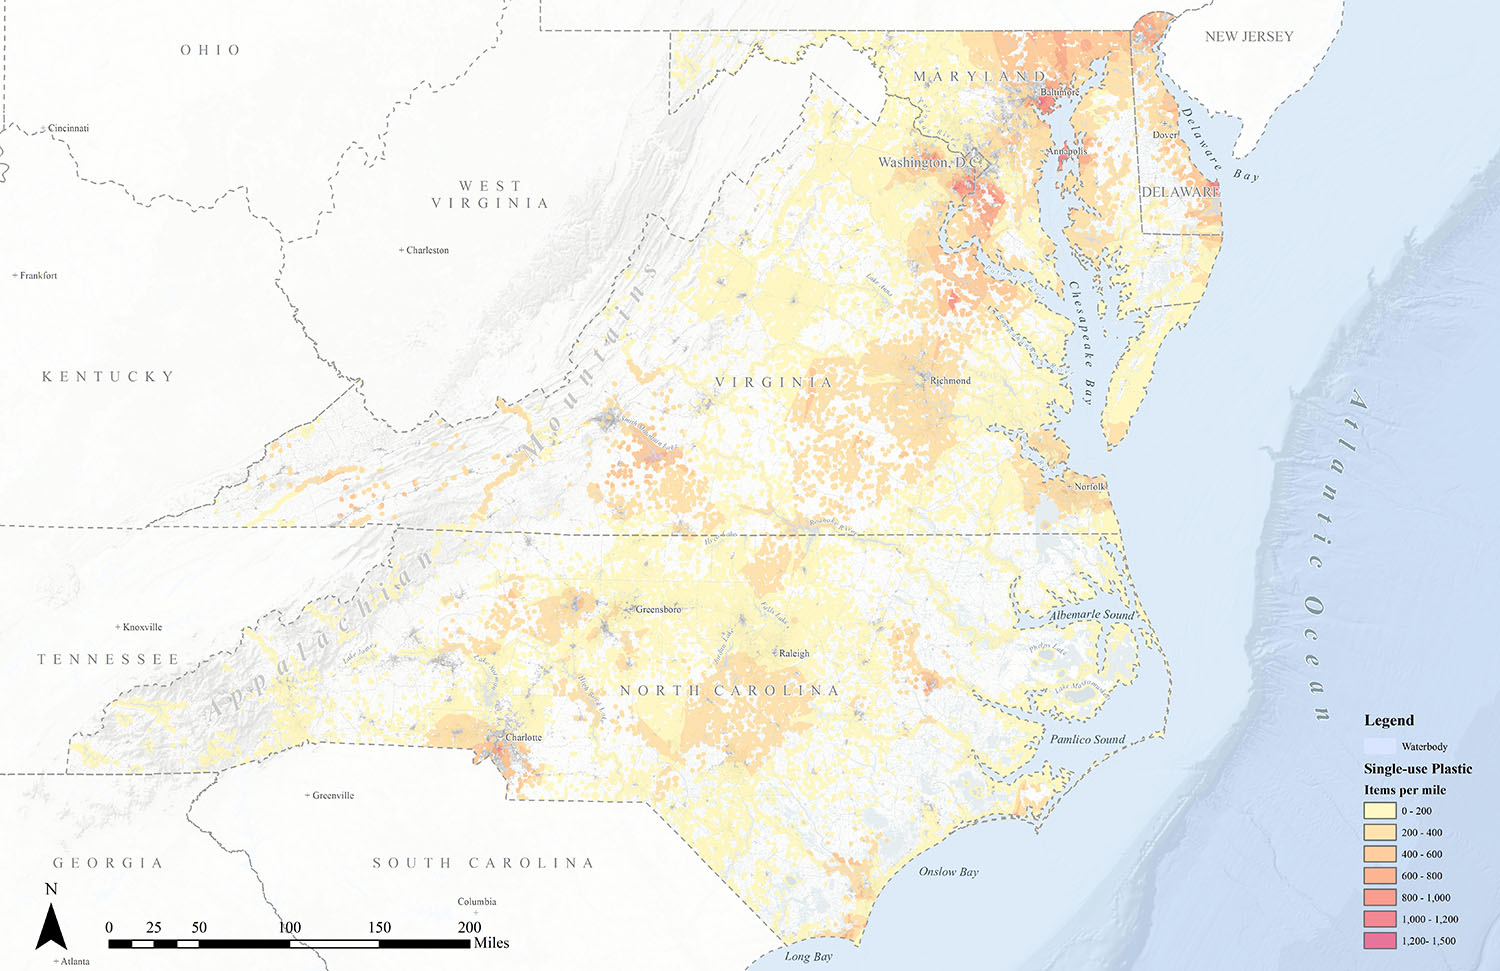 OHIO
NEW JERSEY
MARYLAND
Baltimore
Cincinnati
Dover
Delaware Bay
Annapolis
Washington, D.C.
WEST
VIRGINIA
DELAWARE
Charleston
Frankfort
Lake Anna
Chesapeake Bay
KENTUCKY
VIRGINIA
Richmond
Atlantic Ocean
Appalachian Mountains
Smith Mountain Lake
Norfolk
Roanoke River
Hyco Lake
Greensboro
Falls Lake
Albemarle Sound
Knoxville
TENNESSEE
Lake James
Jordan Lake
Raleigh
Phelps Lake
Lake Mattamuskeet
Lake Norman
High Rock Lake
NORTH CAROLINA
Charlotte
Pamlico Sound
Greenville
GEORGIA
SOUTH CAROLINA
Onslow Bay
Columbia
Long Bay
Atlanta
N
0 25 50 100 150 200
Miles
Legend
Waterbody
Single-use Plastic
Items per mile
0 - 200
200 - 400
400 - 600
600 - 800
800 - 1,000
1,000 - 1,200
1,200- 1,500